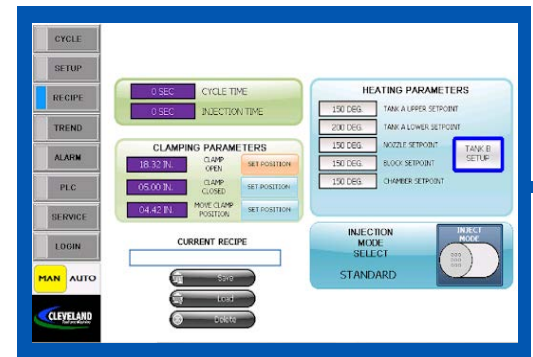 CYCLE
SETUP
RECIPE
TREND
ALARM
PLC
SERVICE
LOGIN
MAN AUTO
CLEVELAND
0 SEC CYCLE TIME
0 SEC INJECTION TIME
CLAMPING PARAMETERS
18.32 IN. CLAMP OPEN SET POSITION
05.00 IN. CLAMP CLOSED SET POSITION
04.42 IN. MOVE CLAMP POSITION SET POSITION
CURRENT RECIPE
Save
Load
Delete
HEATING PARAMETERS
150 DEG. TANK A UPPER SETPOINT
200 DEG. TANK A LOWER SETPOINT
150 DEG. NOZZLE SETPOINT
150 DEG. BLOCK SETPOINT
150 DEG. CHAMBER SETPOINT
TANK B
SETUP
INJECTION
MODE
SELECT
STANDARD
INJECT
MODE